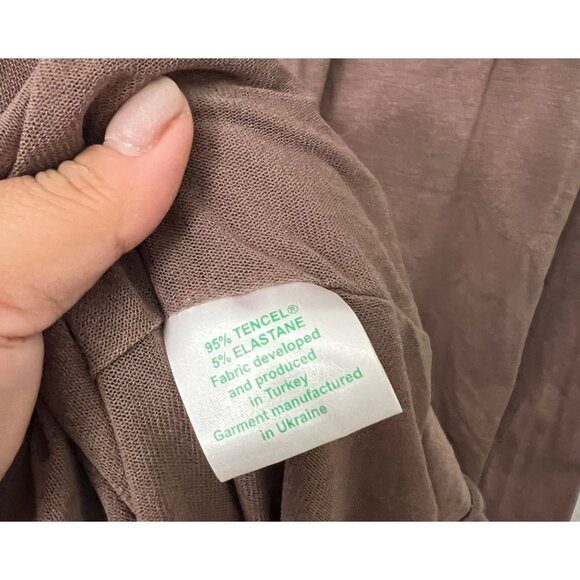 95% TENCEL®
5% ELASTANE
Fabric developed
and produced
in Turkey
Garment manufactured
in Ukraine